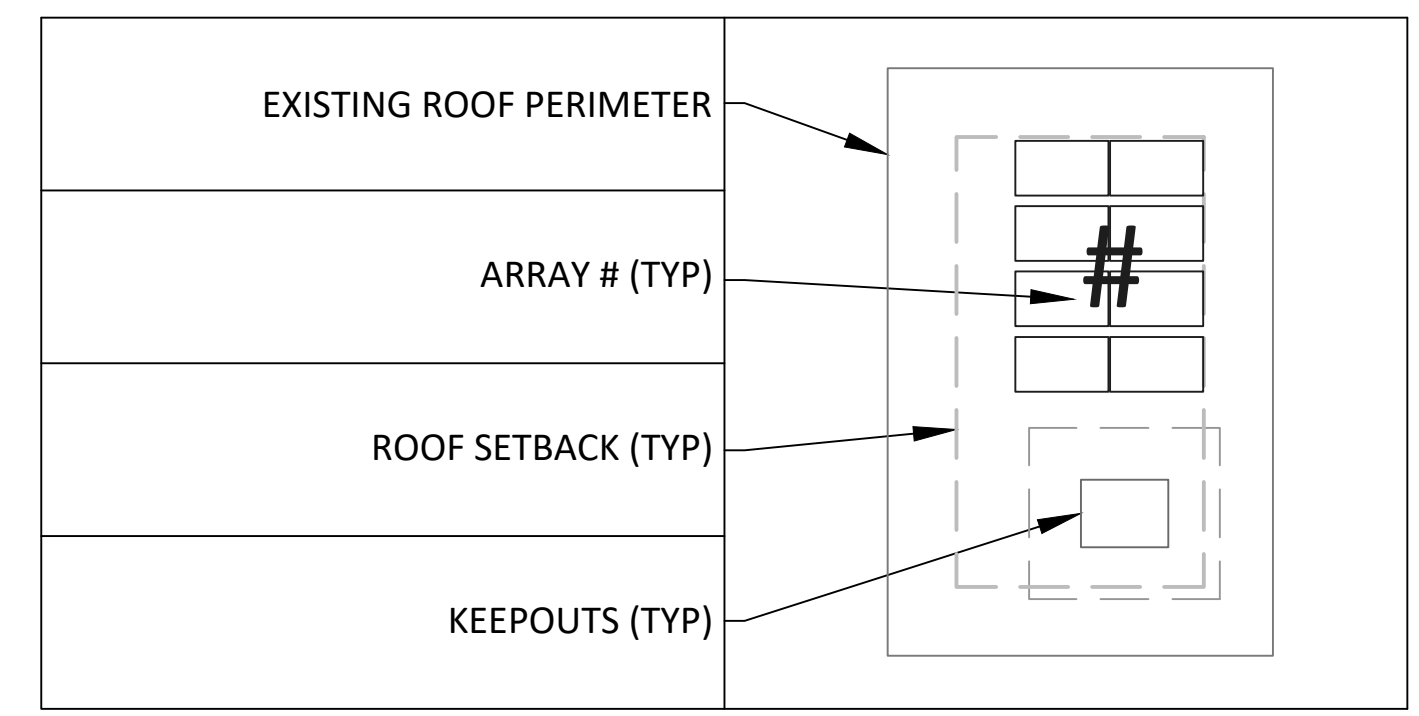 EXISTING ROOF PERIMETER
ARRAY # (TYP)
#
ROOF SETBACK (TYP)
KEEPOUTS (TYP)